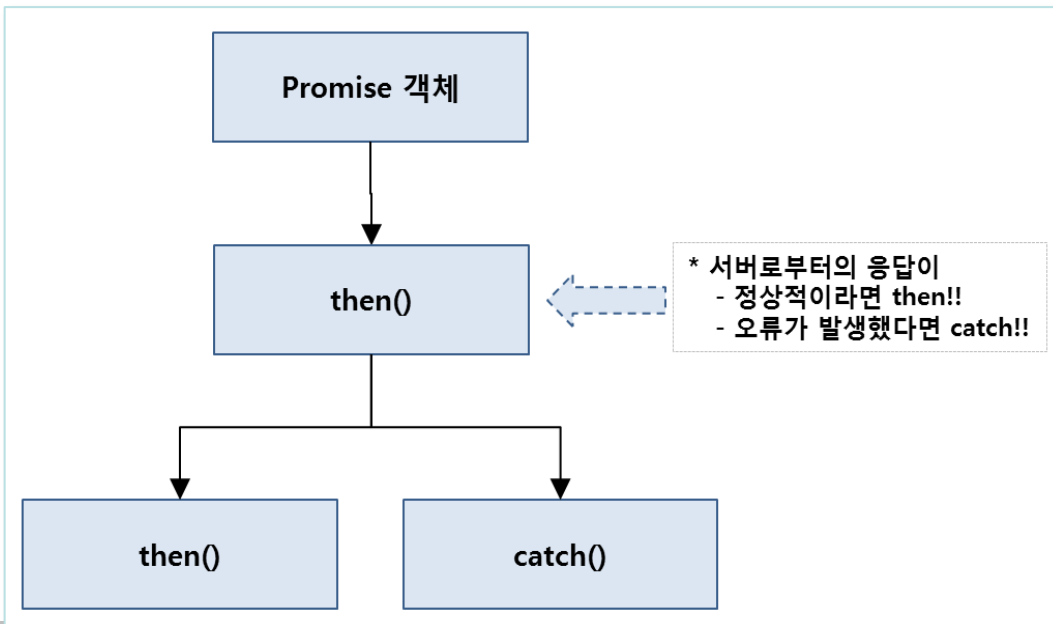 Promise 객체
then()
* 서버로부터의 응답이
- 정상적이라면 then!!
- 오류가 발생했다면 catch!!
then()
catch()